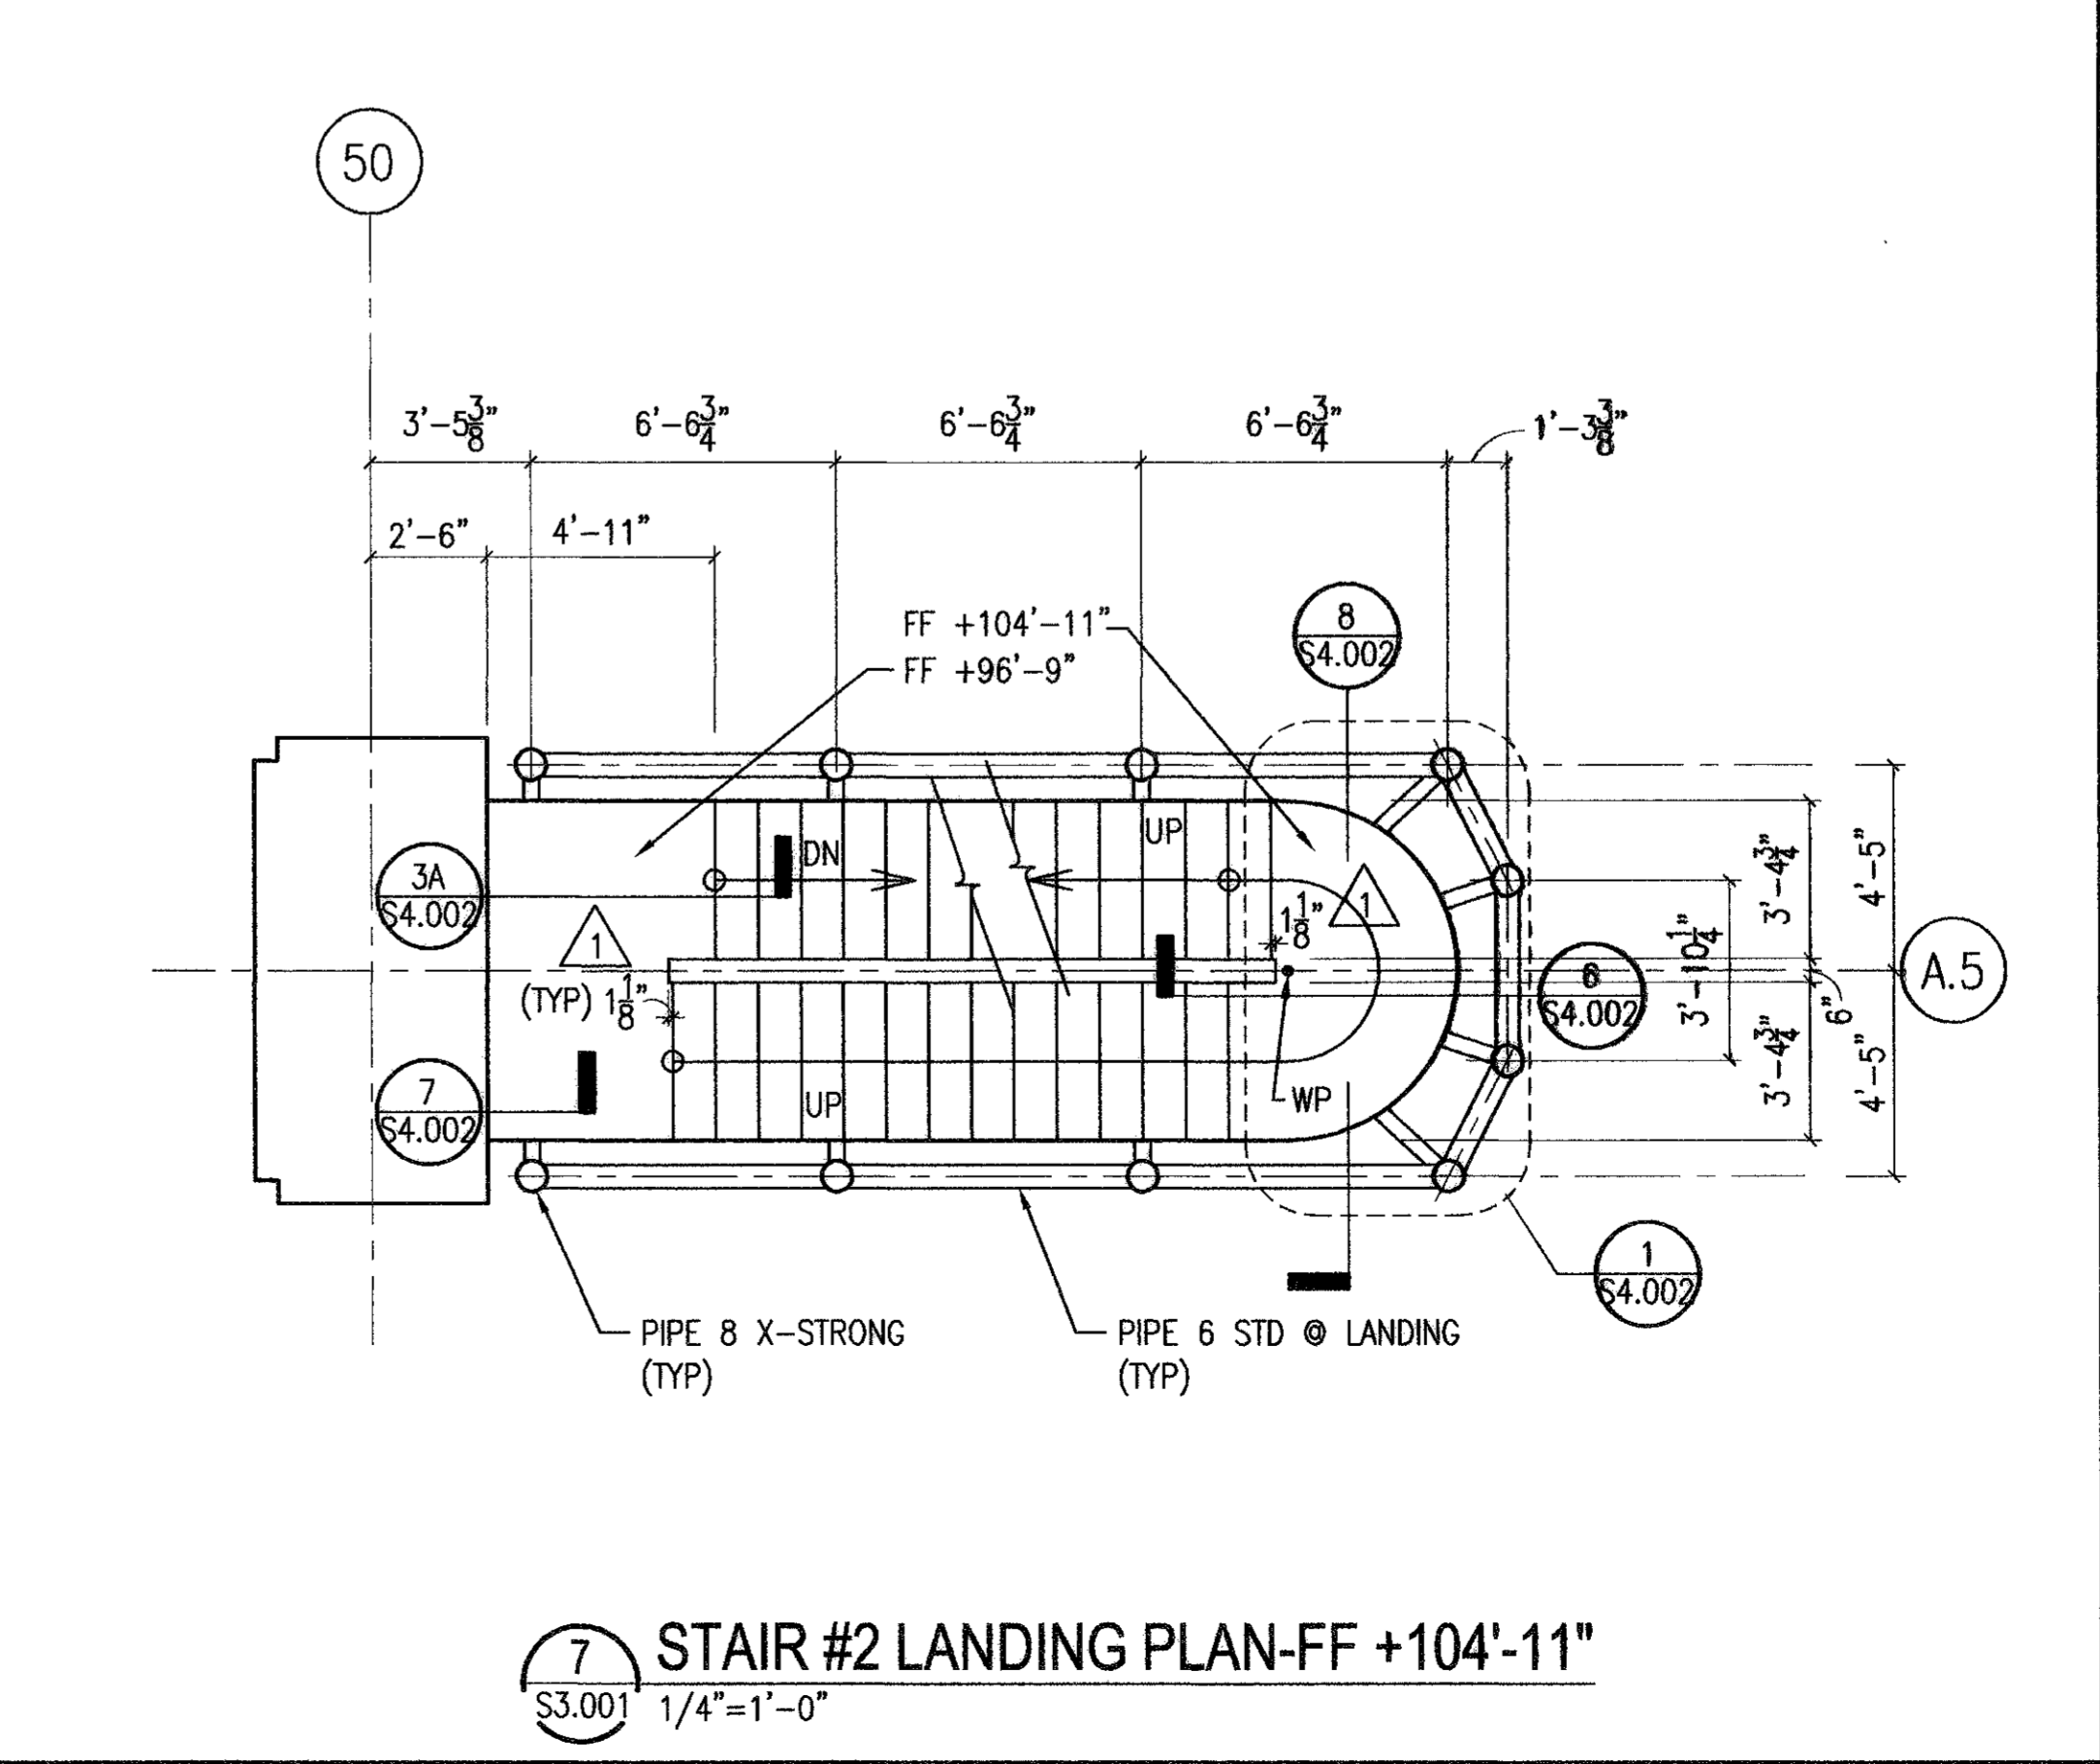 50
3'-5 3/8"
6'-6 3/4"
6'-6 3/4"
6'-6 3/4"
1'-3 3/8"
2'-6"
4'-11"
FF +104'-11"
FF +96'-9"
8
S4.002
UP
DN
3A
S4.002
1
1
1 1/8"
(TYP) 1 1/8"
6
S4.002
3'-10 1/4"
3'-4 3/4"
3'-4 3/4"
6"
4'-5"
4'-5"
A.5
7
S4.002
UP
WP
1
S4.002
PIPE 8 X-STRONG
(TYP)
PIPE 6 STD @ LANDING
(TYP)
7
S3.001
STAIR #2 LANDING PLAN-FF +104'-11"
1/4"=1'-0"